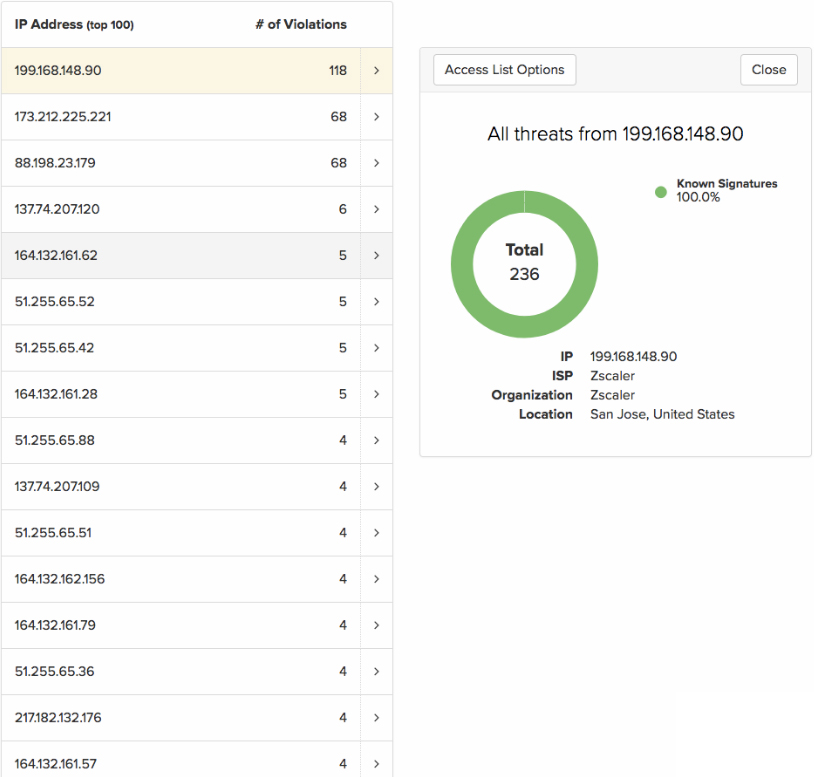 IP Address (top 100) # of Violations
199.168.148.90 118
173.212.225.221 68
88.198.23.179 68
137.74.207.120 6
164.132.161.62 5
51.255.65.52 5
51.255.65.42 5
164.132.161.28 5
51.255.65.88 4
137.74.207.109 4
51.255.65.51 4
164.132.162.156 4
164.132.161.79 4
51.255.65.36 4
217.182.132.176 4
164.132.161.57 4
Access List Options Close
All threats from 199.168.148.90
Known Signatures
100.0%
Total
236
IP 199.168.148.90
ISP Zscaler
Organization Zscaler
Location San Jose, United States